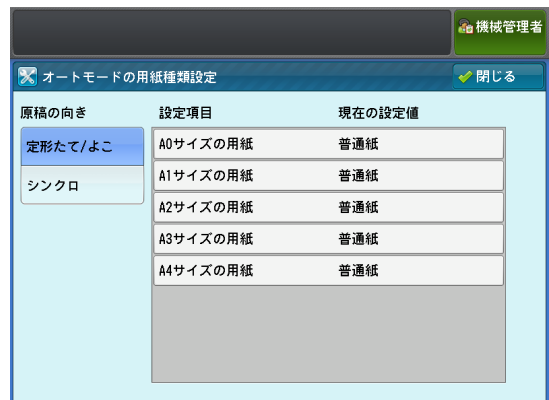 機械管理者
オートモードの用紙種類設定 閉じる
原稿の向き 設定項目 現在の設定値
定形たて/よこ A0サイズの用紙 普通紙
シンクロ A1サイズの用紙 普通紙
A2サイズの用紙 普通紙
A3サイズの用紙 普通紙
A4サイズの用紙 普通紙